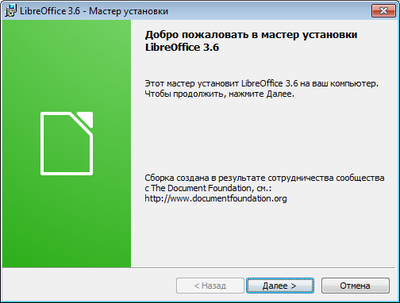 LibreOffice 3.6 - Мастер установки
Добро пожаловать в мастер установки
LibreOffice 3.6
Этот мастер установит LibreOffice 3.6 на ваш компьютер.
Чтобы продолжить, нажмите Далее.
Сборка создана в результате сотрудничества сообщества
с The Document Foundation, см.:
http://www.documentfoundation.org
< Назад Далее > Отмена